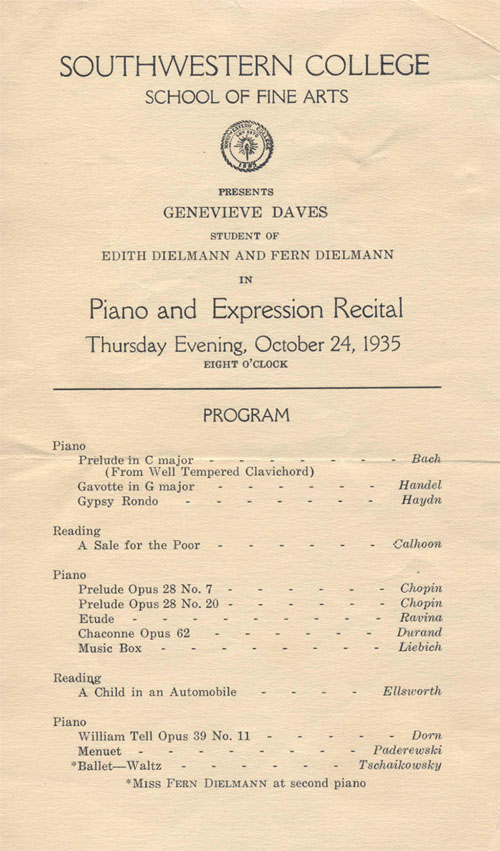 SOUTHWESTERN COLLEGE
SCHOOL OF FINE ARTS
SOUTHWESTERN COLLEGE
1885
PRESENTS
GENEVIEVE DAVES
STUDENT OF
EDITH DIELMANN AND FERN DIELMANN
IN
Piano and Expression Recital
Thursday Evening, October 24, 1935
EIGHT O'CLOCK
PROGRAM
Piano
Prelude in C major - - - - - - - Bach
(From Well Tempered Clavichord)
Gavotte in G major - - - - - - Handel
Gypsy Rondo - - - - - - - Haydn
Reading
A Sale for the Poor - - - - - - Calhoon
Piano
Prelude Opus 28 No. 7 - - - - - - Chopin
Prelude Opus 28 No. 20 - - - - - - Chopin
Etude - - - - - - - - Ravina
Chaconne Opus 62 - - - - - - Durand
Music Box - - - - - - - Liebich
Reading
A Child in an Automobile - - - - Ellsworth
Piano
William Tell Opus 39 No. 11 - - - - - Dorn
Menuet - - - - - - - Paderewski
*Ballet—Waltz - - - - - - Tschaikowsky
*MISS FERN DIELMANN at second piano